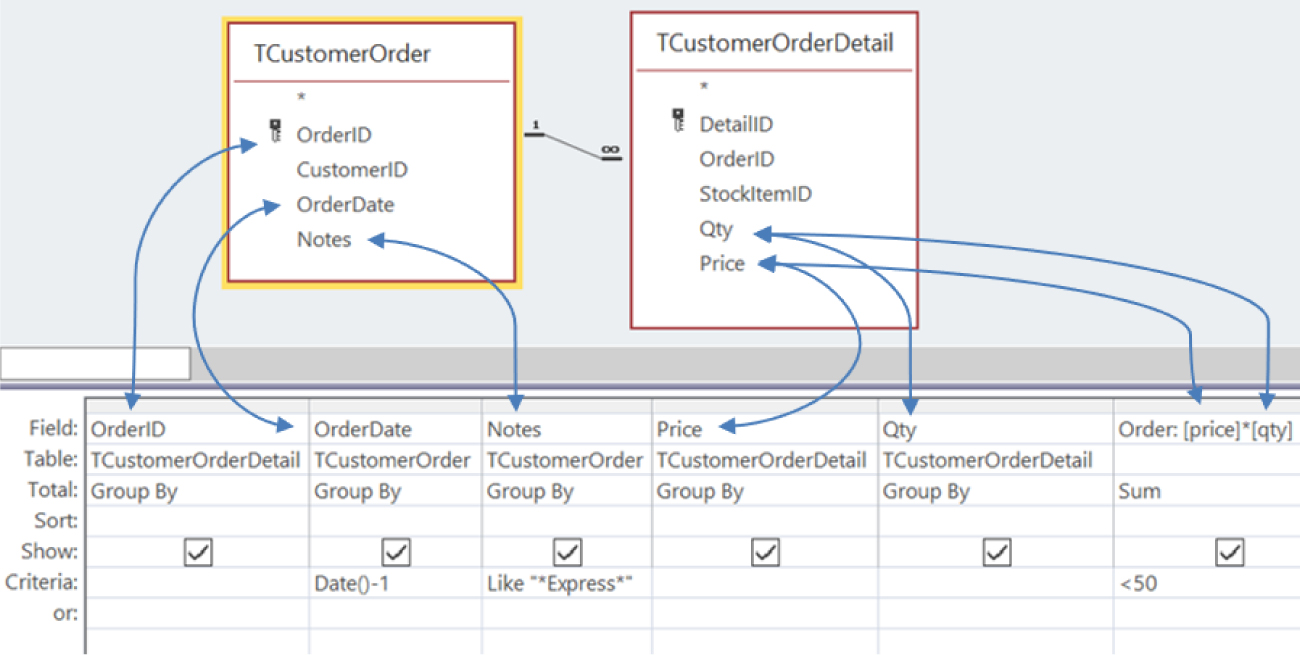 TCustomerOrder
*
OrderID
CustomerID
OrderDate
Notes
1
∞
TCustomerOrderDetail
*
DetailID
OrderID
StockItemID
Qty
Price
Field: OrderID OrderDate Notes Price Qty Order: [price]*[qty]
Table: TCustomerOrderDetail TCustomerOrder TCustomerOrder TCustomerOrderDetail TCustomerOrderDetail
Total: Group By Group By Group By Group By Group By Sum
Sort:
Show:
Criteria: Date()-1 Like "*Express*" <50
or: